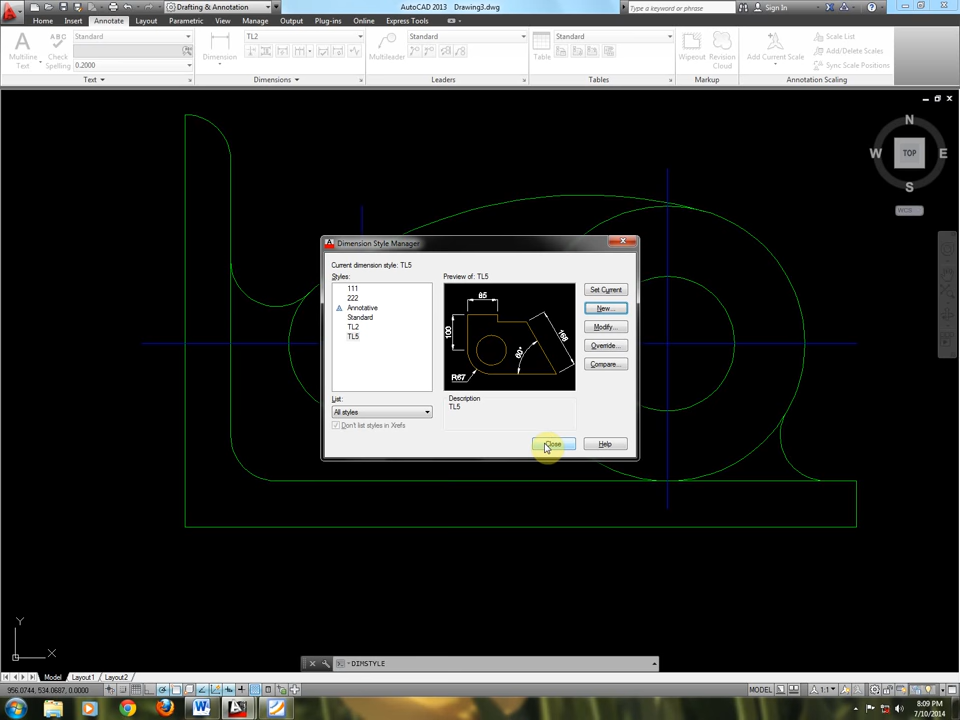 Drafting & Annotation
AutoCAD 2013 Drawing3.dwg
Type a keyword or phrase
Sign In
Home Insert Annotate Layout Parametric View Manage Output Plug-ins Online Express Tools
Multiline Text
Check Spelling
Standard
0.2000
Text
Dimension
TL2
Dimensions
Multileader
Standard
Leaders
Table
Standard
Tables
Wipeout
Revision Cloud
Markup
Add Current Scale
Scale List
Add/Delete Scales
Sync Scale Positions
Annotation Scaling
N
W TOP E
S
WCS
Dimension Style Manager
Current dimension style: TL5
Styles:
111
222
Annotative
Standard
TL2
TL5
Preview of: TL5
85
100
168
60°
R67
Set Current
New...
Modify...
Override...
Compare...
List:
All styles
Don't list styles in Xrefs
Description
TL5
Close
Help
Y
X
DIMSTYLE
Model Layout1 Layout2
956.0744, 534.0687, 0.0000
MODEL
1:1
8:09 PM
7/10/2014